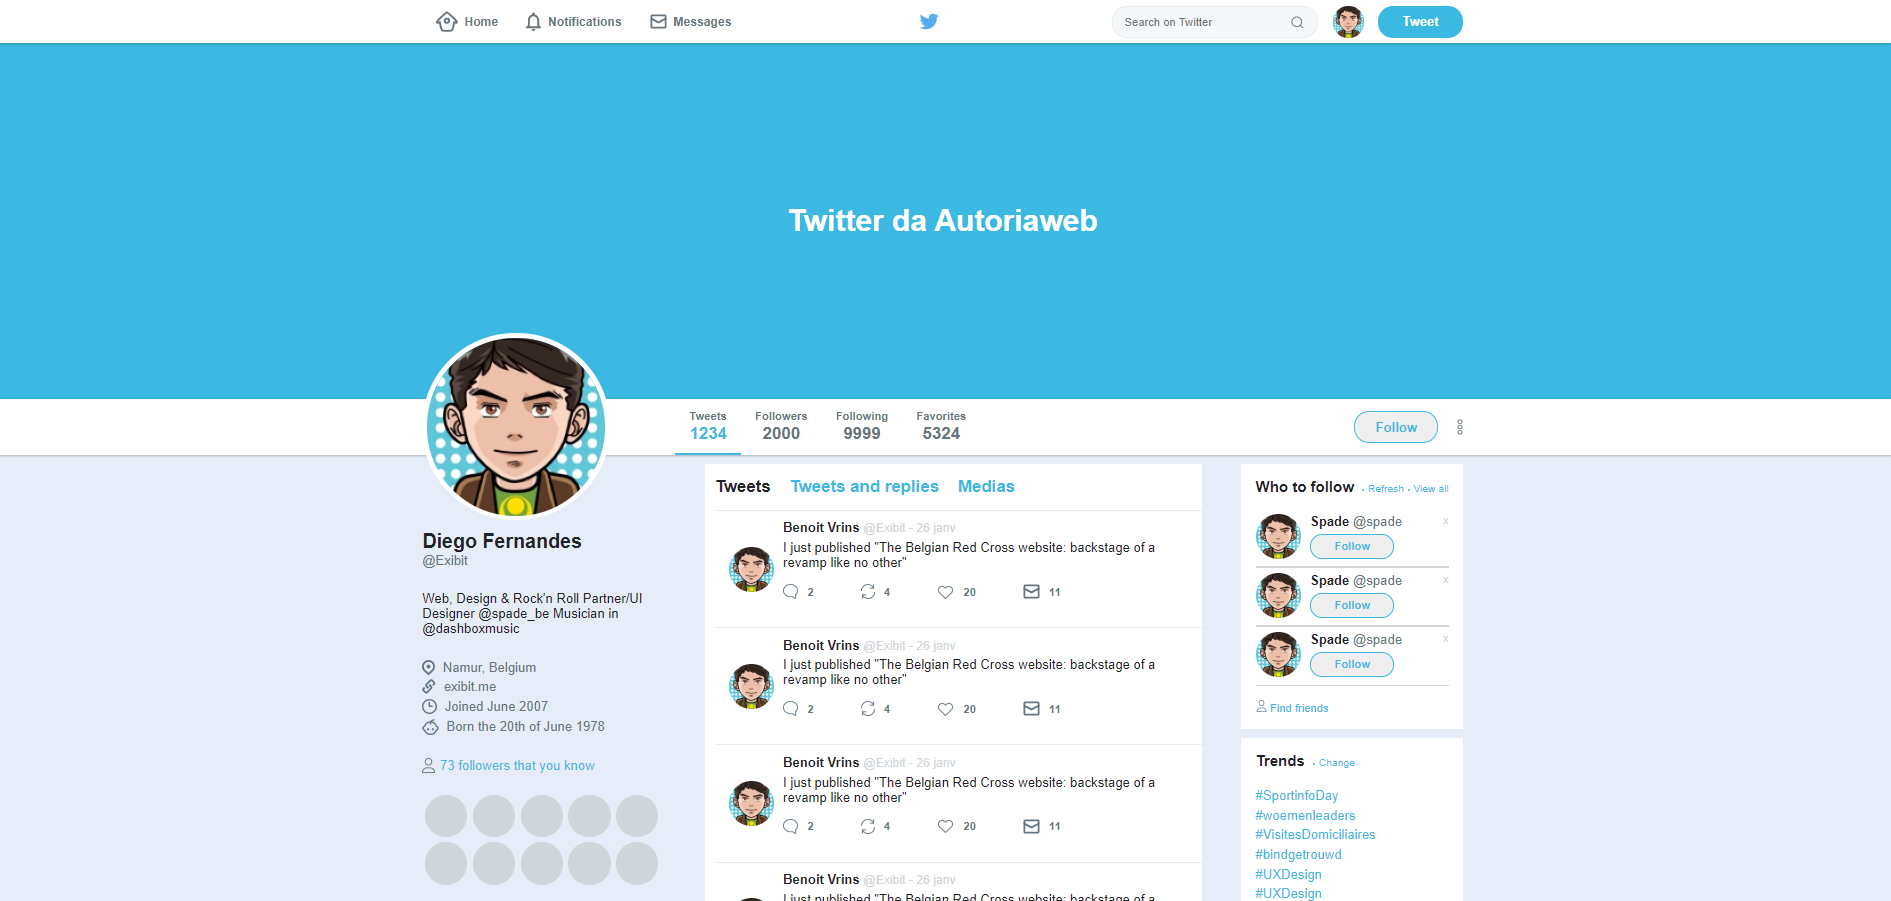 Home Notifications Messages Search on Twitter Tweet
Twitter da Autoriaweb
Tweets Followers Following Favorites
1234 2000 9999 5324
Follow
Diego Fernandes
@Exibit
Web, Design & Rock'n Roll Partner/UI
Designer @spade_be Musician in
@dashboxmusic
Namur, Belgium
exibit.me
Joined June 2007
Born the 20th of June 1978
73 followers that you know
Tweets Tweets and replies Medias
Benoit Vrins @Exibit - 26 janv
I just published "The Belgian Red Cross website: backstage of a
revamp like no other"
2 4 20 11
Benoit Vrins @Exibit - 26 janv
I just published "The Belgian Red Cross website: backstage of a
revamp like no other"
2 4 20 11
Benoit Vrins @Exibit - 26 janv
I just published "The Belgian Red Cross website: backstage of a
revamp like no other"
2 4 20 11
Benoit Vrins @Exibit - 26 janv
I just published "The Belgian Red Cross website: backstage of a
Who to follow • Refresh • View all
Spade @spade x
Follow
Spade @spade x
Follow
Spade @spade x
Follow
Find friends
Trends • Change
#SportinfoDay
#woemenleaders
#VisitesDomiciliaires
#bindgetrouwd
#UXDesign
#UXDesign